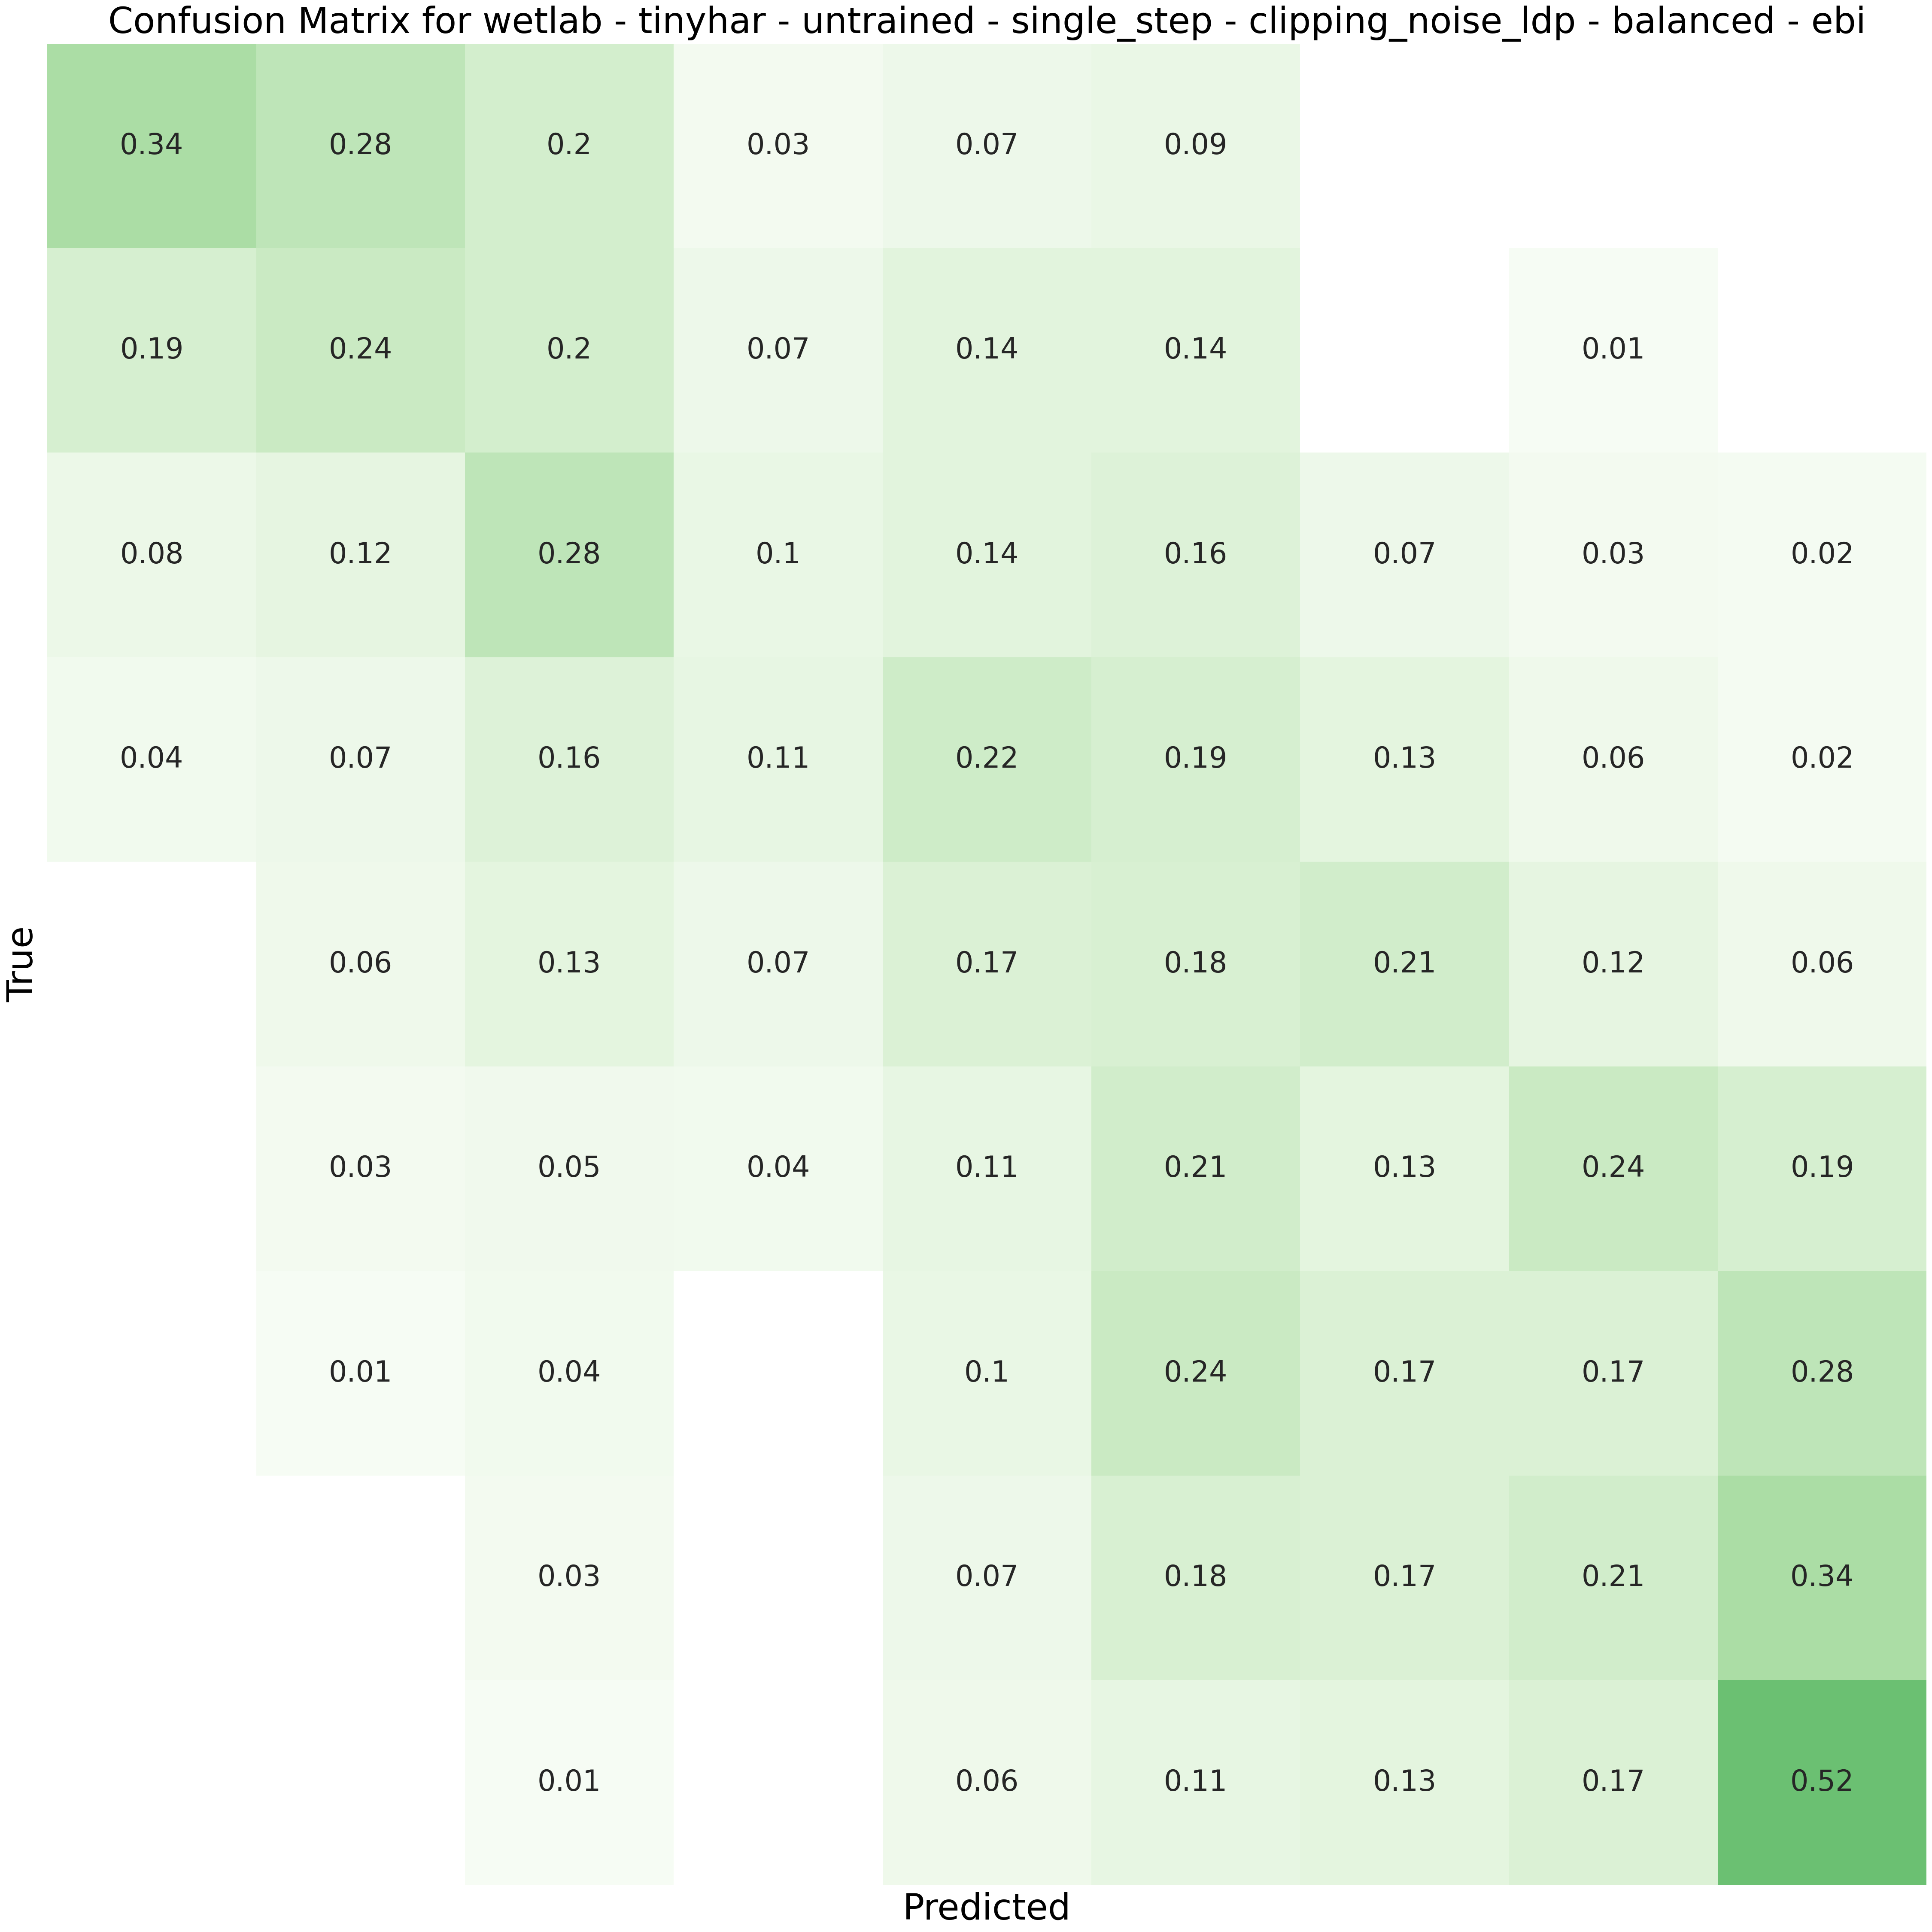 Confusion Matrix for wetlab - tinyhar - untrained - single_step - clipping_noise_ldp - balanced - ebi
0.34 0.28 0.2 0.03 0.07 0.09
0.19 0.24 0.2 0.07 0.14 0.14 0.01
0.08 0.12 0.28 0.1 0.14 0.16 0.07 0.03 0.02
0.04 0.07 0.16 0.11 0.22 0.19 0.13 0.06 0.02
0.06 0.13 0.07 0.17 0.18 0.21 0.12 0.06
0.03 0.05 0.04 0.11 0.21 0.13 0.24 0.19
0.01 0.04 0.1 0.24 0.17 0.17 0.28
0.03 0.07 0.18 0.17 0.21 0.34
0.01 0.06 0.11 0.13 0.17 0.52
True
Predicted